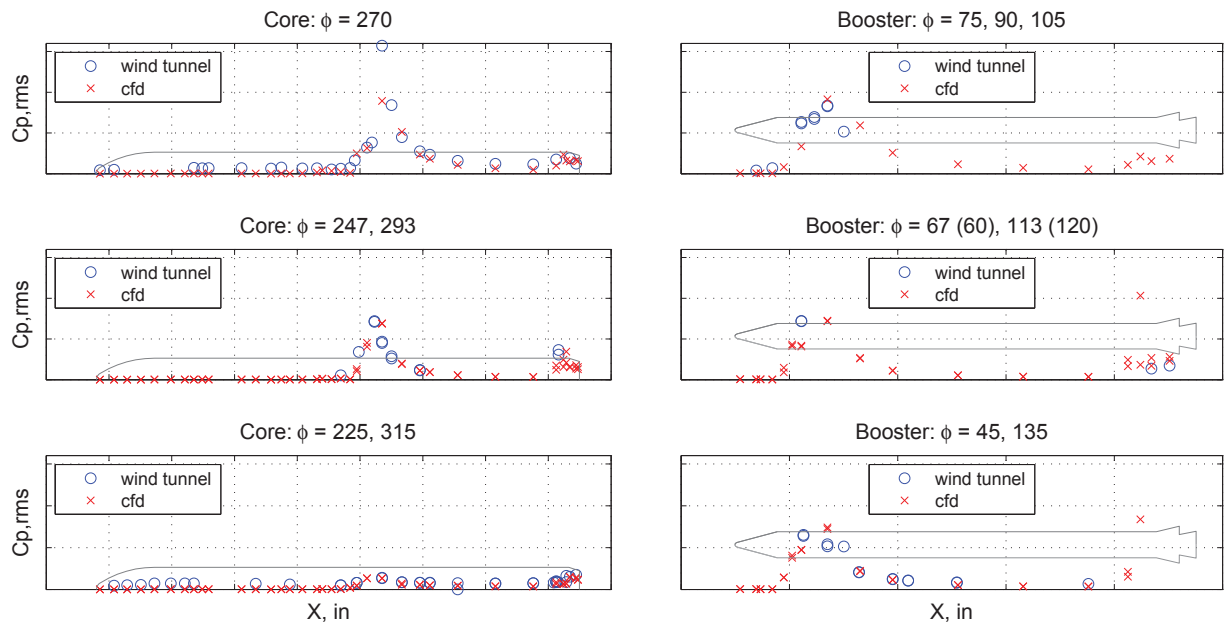 Core: ϕ = 270
wind tunnel
cfd
Cp,rms
Booster: ϕ = 75, 90, 105
wind tunnel
cfd
Core: ϕ = 247, 293
wind tunnel
cfd
Cp,rms
Booster: ϕ = 67 (60), 113 (120)
wind tunnel
cfd
Core: ϕ = 225, 315
wind tunnel
cfd
Cp,rms
X, in
Booster: ϕ = 45, 135
wind tunnel
cfd
X, in